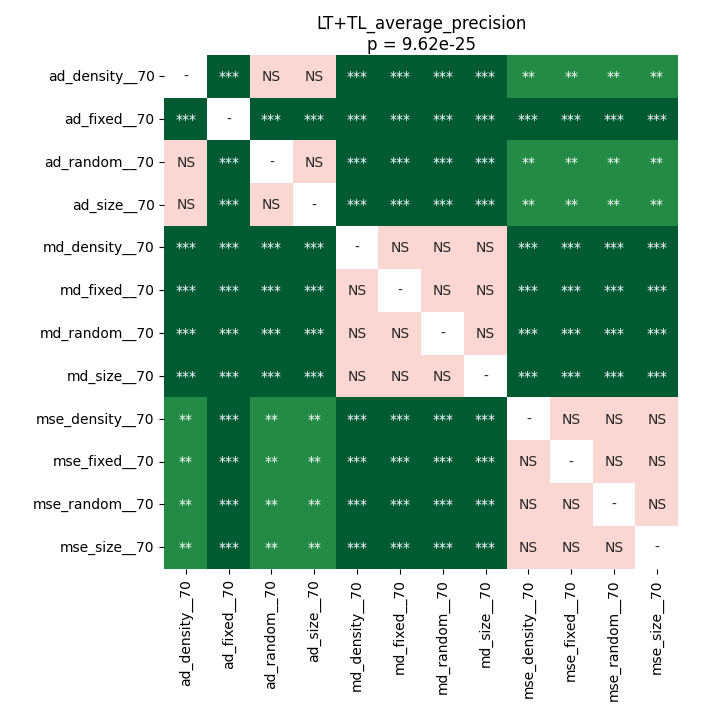 LT+TL_average_precision
p = 9.62e-25
ad_density__70 - *** NS NS *** *** *** *** ** ** ** **
ad_fixed__70 *** - *** *** *** *** *** *** *** *** *** ***
ad_random__70 NS *** - NS *** *** *** *** ** ** ** **
ad_size__70 NS *** NS - *** *** *** *** ** ** ** **
md_density__70 *** *** *** *** - NS NS NS *** *** *** ***
md_fixed__70 *** *** *** *** NS - NS NS *** *** *** ***
md_random__70 *** *** *** *** NS NS - NS *** *** *** ***
md_size__70 *** *** *** *** NS NS NS - *** *** *** ***
mse_density__70 ** *** ** ** *** *** *** *** - NS NS NS
mse_fixed__70 ** *** ** ** *** *** *** *** NS - NS NS
mse_random__70 ** *** ** ** *** *** *** *** NS NS - NS
mse_size__70 ** *** ** ** *** *** *** *** NS NS NS -
ad_density__70
ad_fixed__70
ad_random__70
ad_size__70
md_density__70
md_fixed__70
md_random__70
md_size__70
mse_density__70
mse_fixed__70
mse_random__70
mse_size__70